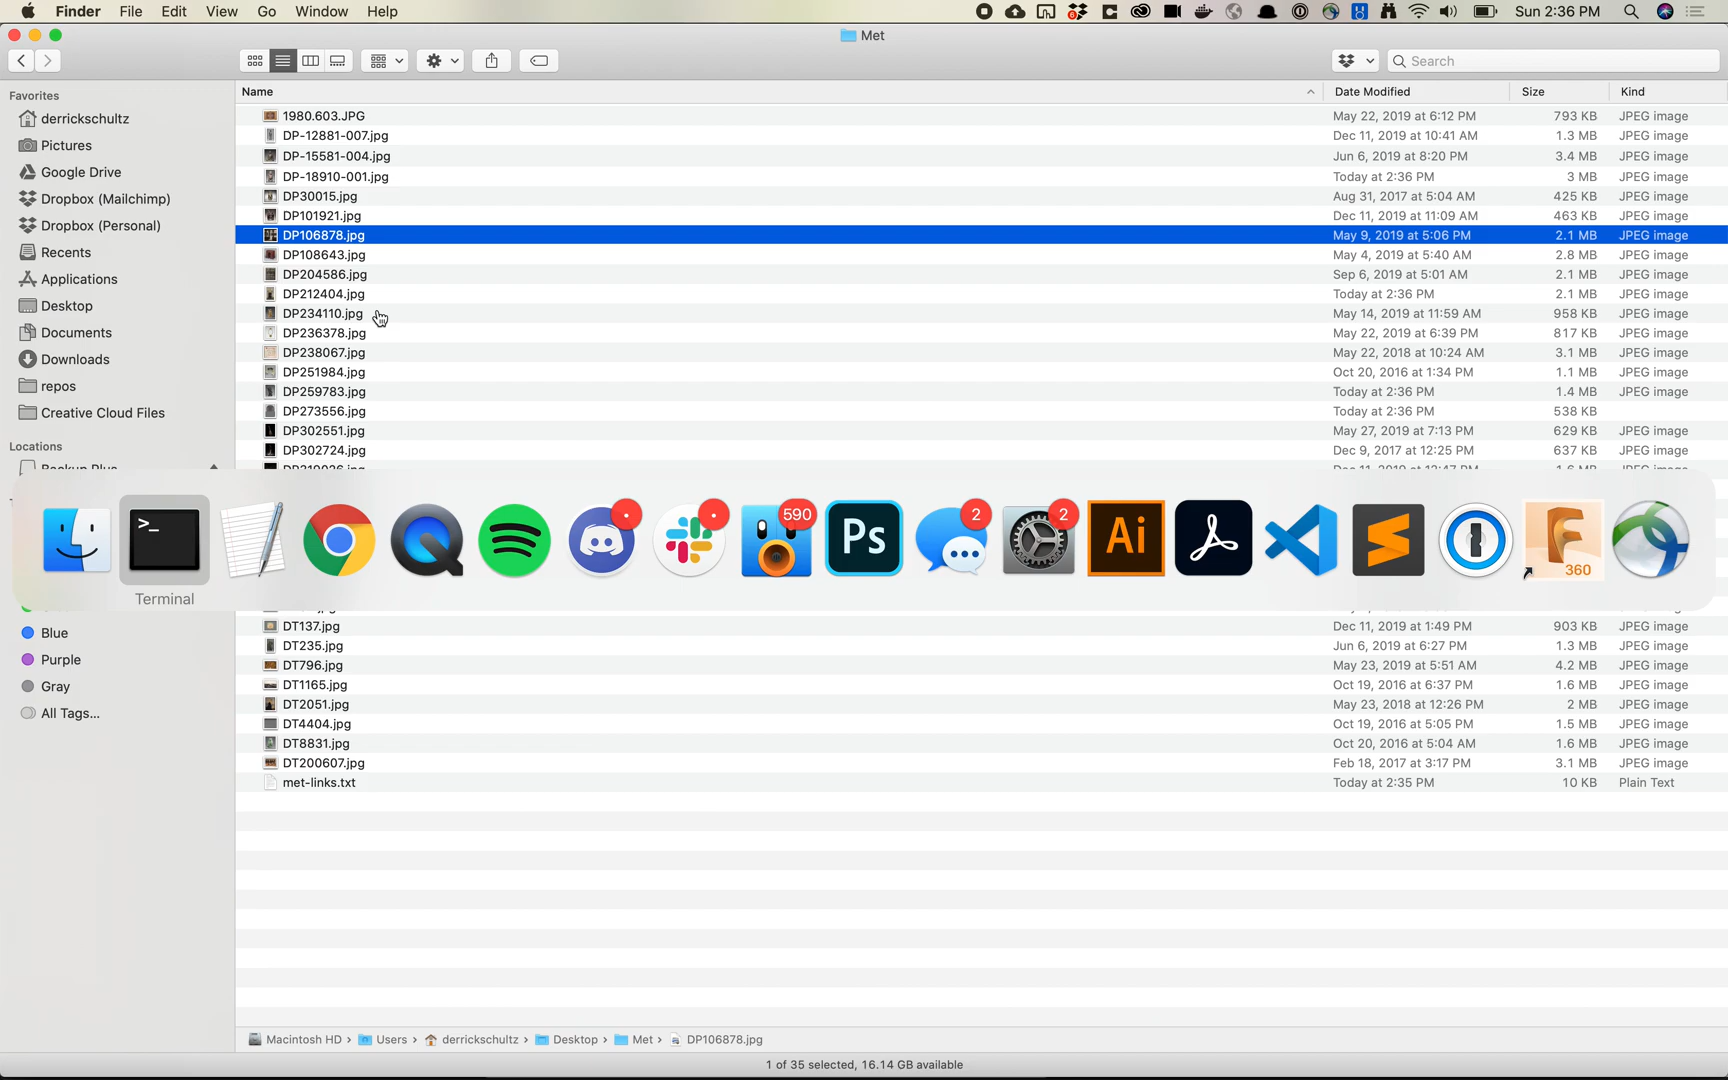 Finder File Edit View Go Window Help Sun 2:36 PM
Met
Search
Favorites
derrickschultz
Pictures
Google Drive
Dropbox (Mailchimp)
Dropbox (Personal)
Recents
Applications
Desktop
Documents
Downloads
repos
Creative Cloud Files
Locations
Blue
Purple
Gray
All Tags...
Name Date Modified Size Kind
1980.603.JPG May 22, 2019 at 6:12 PM 793 KB JPEG image
DP-12881-007.jpg Dec 11, 2019 at 10:41 AM 1.3 MB JPEG image
DP-15581-004.jpg Jun 6, 2019 at 8:20 PM 3.4 MB JPEG image
DP-18910-001.jpg Today at 2:36 PM 3 MB JPEG image
DP30015.jpg Aug 31, 2017 at 5:04 AM 425 KB JPEG image
DP101921.jpg Dec 11, 2019 at 11:09 AM 463 KB JPEG image
DP106878.jpg May 9, 2019 at 5:06 PM 2.1 MB JPEG image
DP108643.jpg May 4, 2019 at 5:40 AM 2.8 MB JPEG image
DP204586.jpg Sep 6, 2019 at 5:01 AM 2.1 MB JPEG image
DP212404.jpg Today at 2:36 PM 2.1 MB JPEG image
DP234110.jpg May 14, 2019 at 11:59 AM 958 KB JPEG image
DP236378.jpg May 22, 2019 at 6:39 PM 817 KB JPEG image
DP238067.jpg May 22, 2018 at 10:24 AM 3.1 MB JPEG image
DP251984.jpg Oct 20, 2016 at 1:34 PM 1.1 MB JPEG image
DP259783.jpg Today at 2:36 PM 1.4 MB JPEG image
DP273556.jpg Today at 2:36 PM 538 KB
DP302551.jpg May 27, 2019 at 7:13 PM 629 KB JPEG image
DP302724.jpg Dec 9, 2017 at 12:25 PM 637 KB JPEG image
590 2 2
Ps Ai 360
Terminal
DT137.jpg Dec 11, 2019 at 1:49 PM 903 KB JPEG image
DT235.jpg Jun 6, 2019 at 6:27 PM 1.3 MB JPEG image
DT796.jpg May 23, 2019 at 5:51 AM 4.2 MB JPEG image
DT1165.jpg Oct 19, 2016 at 6:37 PM 1.6 MB JPEG image
DT2051.jpg May 23, 2018 at 12:26 PM 2 MB JPEG image
DT4404.jpg Oct 19, 2016 at 5:05 PM 1.5 MB JPEG image
DT8831.jpg Oct 20, 2016 at 5:04 AM 1.6 MB JPEG image
DT200607.jpg Feb 18, 2017 at 3:17 PM 3.1 MB JPEG image
met-links.txt Today at 2:35 PM 10 KB Plain Text
Macintosh HD › Users › derrickschultz › Desktop › Met › DP106878.jpg
1 of 35 selected, 16.14 GB available